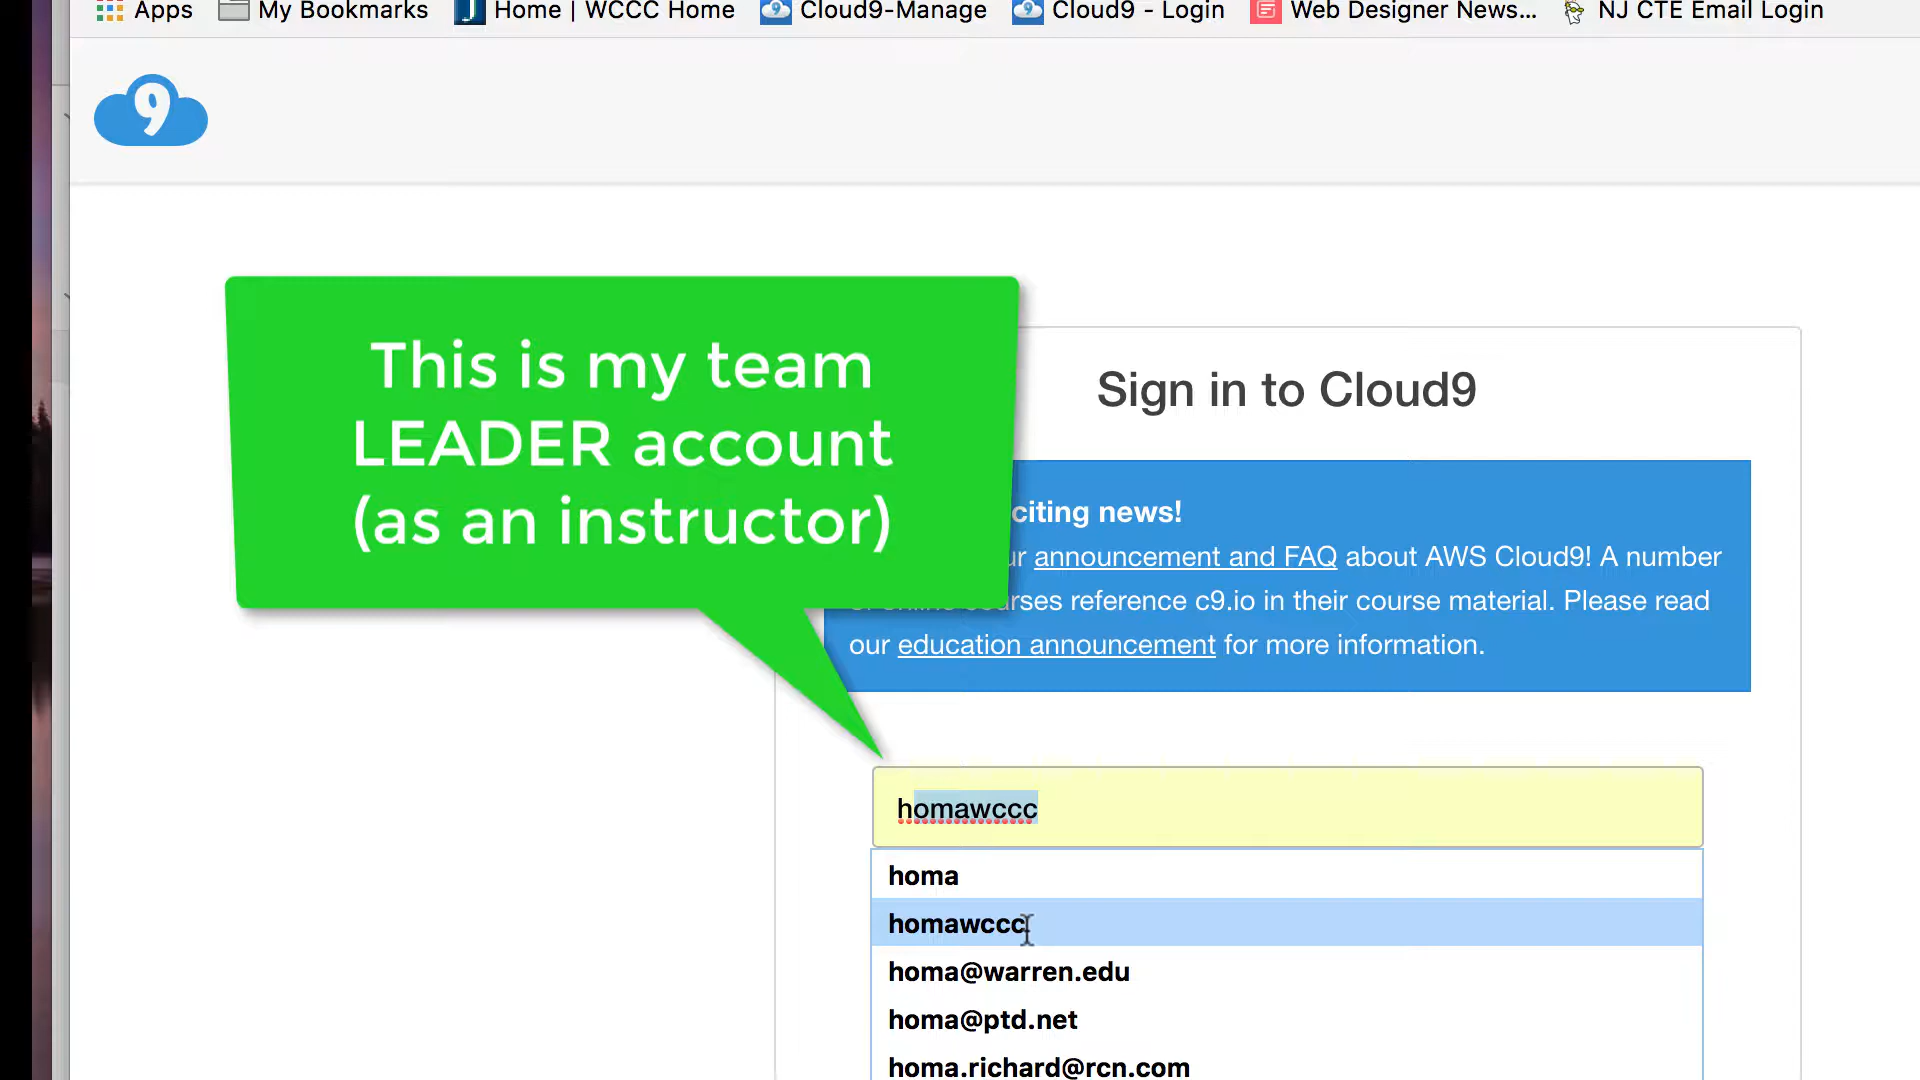 Apps My Bookmarks Home | WCCC Home Cloud9-Manage Cloud9 - Login Web Designer News... NJ CTE Email Login
9
This is my team
LEADER account
(as an instructor)
Sign in to Cloud9
citing news!
announcement and FAQ about AWS Cloud9! A number
courses reference c9.io in their course material. Please read
our education announcement for more information.
homawccc
homa
homawccc
homa@warren.edu
homa@ptd.net
homa.richard@rcn.com